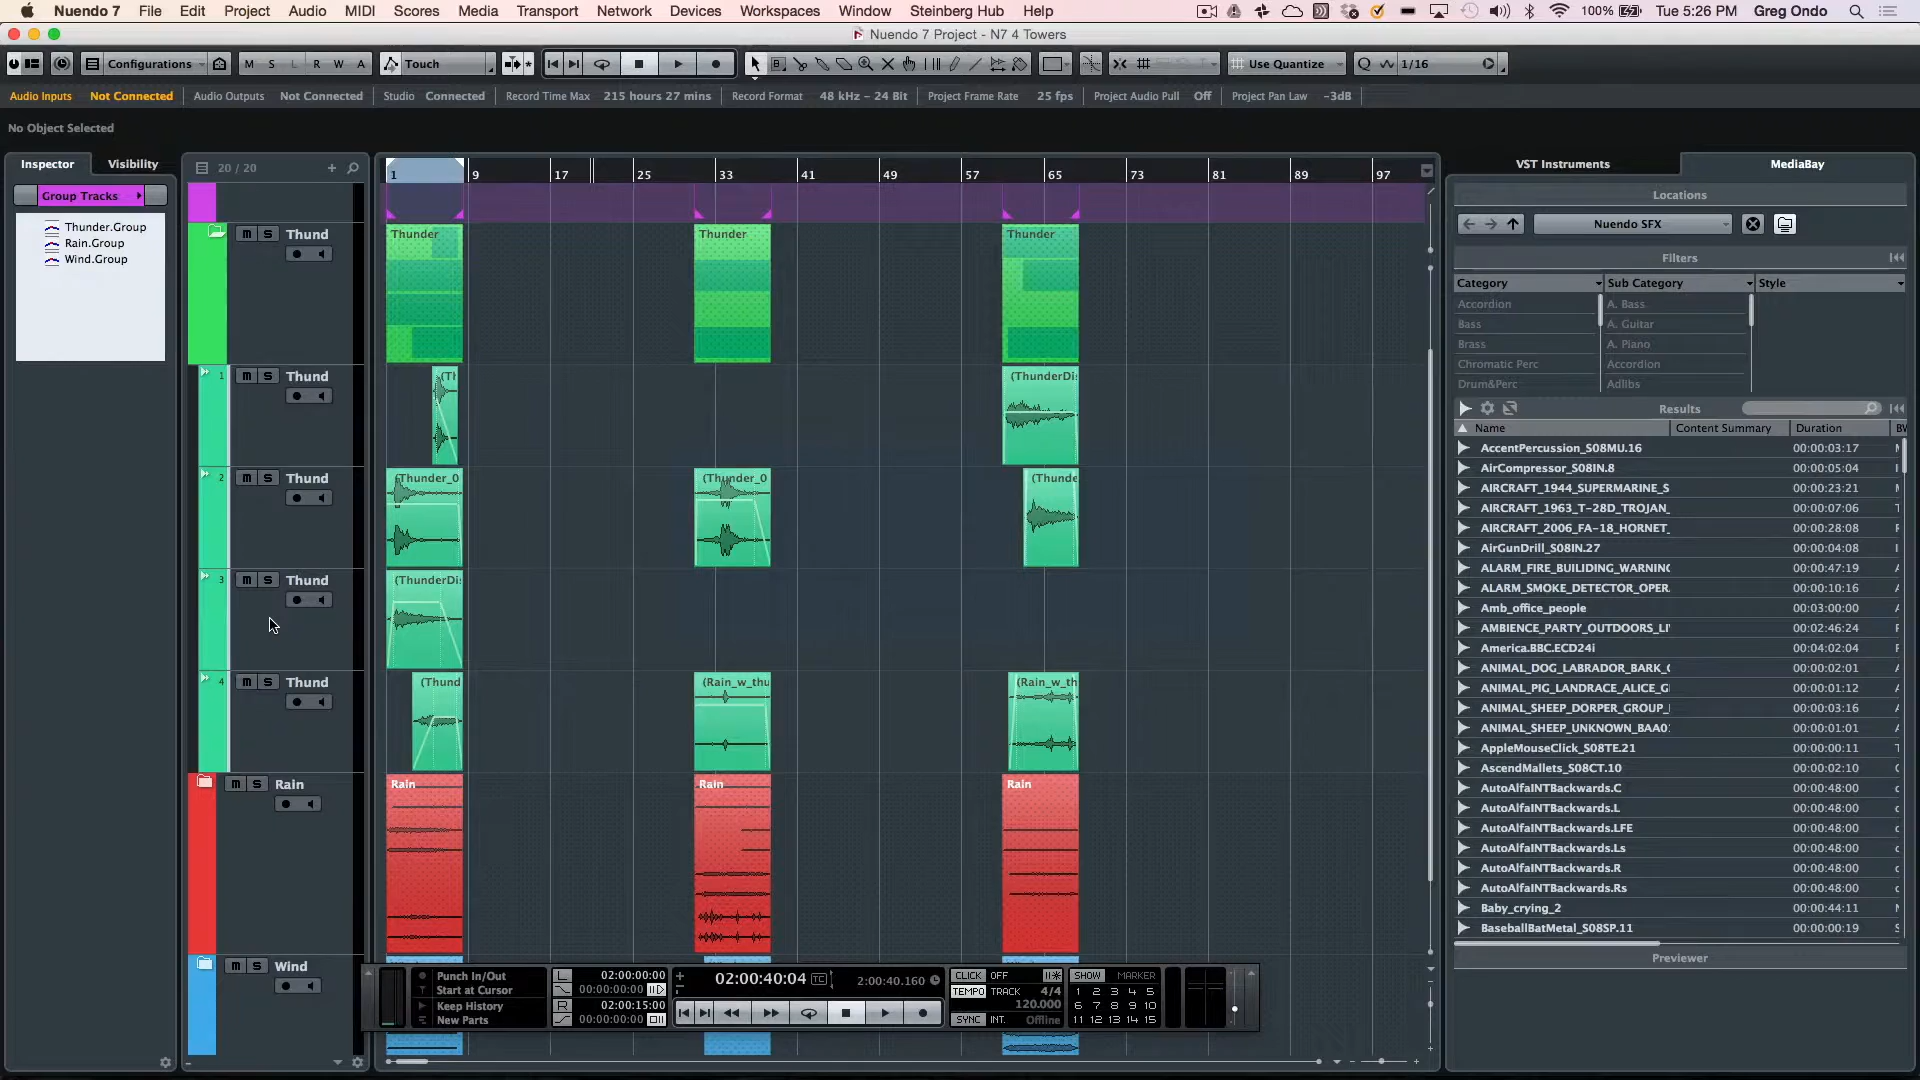 Nuendo 7 File Edit Project Audio MIDI Scores Media Transport Network Devices Workspaces Window Steinberg Hub Help 100% Tue 5:26 PM Greg Ondo
Nuendo 7 Project - N7 4 Towers
Configurations M S L R W A Touch Use Quantize Q 1/16
Audio Inputs Not Connected Audio Outputs Not Connected Studio Connected Record Time Max 215 hours 27 mins Record Format 48 kHz - 24 Bit Project Frame Rate 25 fps Project Audio Pull Off Project Pan Law -3dB
No Object Selected
Inspector Visibility 20 / 20
Group Tracks
Thunder.Group
Rain.Group
Wind.Group
1 9 17 25 33 41 49 57 65 73 81 89 97
m S Thund
Thunder Thunder Thunder
1 m S Thund
(Th (ThunderDi:
2 m S Thund
(Thunder_0 (Thunder_0 (Thunde
3 m S Thund
(ThunderDi:
4 m S Thund
(Thund (Rain_w_thu (Rain_w_th
m S Rain
Rain Rain Rain
m S Wind
VST Instruments MediaBay
Locations
Nuendo SFX
Filters
Category Sub Category Style
Accordion A. Bass
Bass A. Guitar
Brass A. Piano
Chromatic Perc Accordion
Drum&Perc Adlibs
Results
Name Content Summary Duration
AccentPercussion_S08MU.16 00:00:03:17
AirCompressor_S08IN.8 00:00:05:04
AIRCRAFT_1944_SUPERMARINE_S 00:00:23:21
AIRCRAFT_1963_T-28D_TROJAN_ 00:00:07:06
AIRCRAFT_2006_FA-18_HORNET_ 00:00:28:08
AirGunDrill_S08IN.27 00:00:04:08
ALARM_FIRE_BUILIDING_WARNING 00:00:47:19
ALARM_SMOKE_DETECTOR_OPER 00:00:10:16
Amb_office_people 00:03:00:00
AMBIENCE_PARTY_OUTDOORS_LI 00:02:46:24
America.BBC.ECD24i 00:04:02:04
ANIMAL_DOG_LABRADOR_BARK_ 00:00:02:01
ANIMAL_PIG_LANDRACE_ALICE_G 00:00:01:12
ANIMAL_SHEEP_DORPER_GROUP_ 00:00:03:16
ANIMAL_SHEEP_UNKNOWN_BAA0 00:00:01:01
AppleMouseClick_S08TE.21 00:00:00:11
AscendMallets_S08CT.10 00:00:02:10
AutoAlfaINTBackwards.C 00:00:48:00
AutoAlfaINTBackwards.L 00:00:48:00
AutoAlfaINTBackwards.LFE 00:00:48:00
AutoAlfaINTBackwards.Ls 00:00:48:00
AutoAlfaINTBackwards.R 00:00:48:00
AutoAlfaINTBackwards.Rs 00:00:48:00
Baby_crying_2 00:00:44:11
BaseballBatMetal_S08SP.11 00:00:00:19
Previewer
Punch In/Out
Start at Cursor
Keep History
New Parts
L 02:00:00:00
00:00:00:00
R 02:00:15:00
00:00:00:00
02:00:40:04 TC 2:00:40.160
CLICK OFF
TEMPO TRACK 4/4
120.000
SYNC INT. Offline
SHOW MARKER
1 2 3 4 5
6 7 8 9 10
11 12 13 14 15